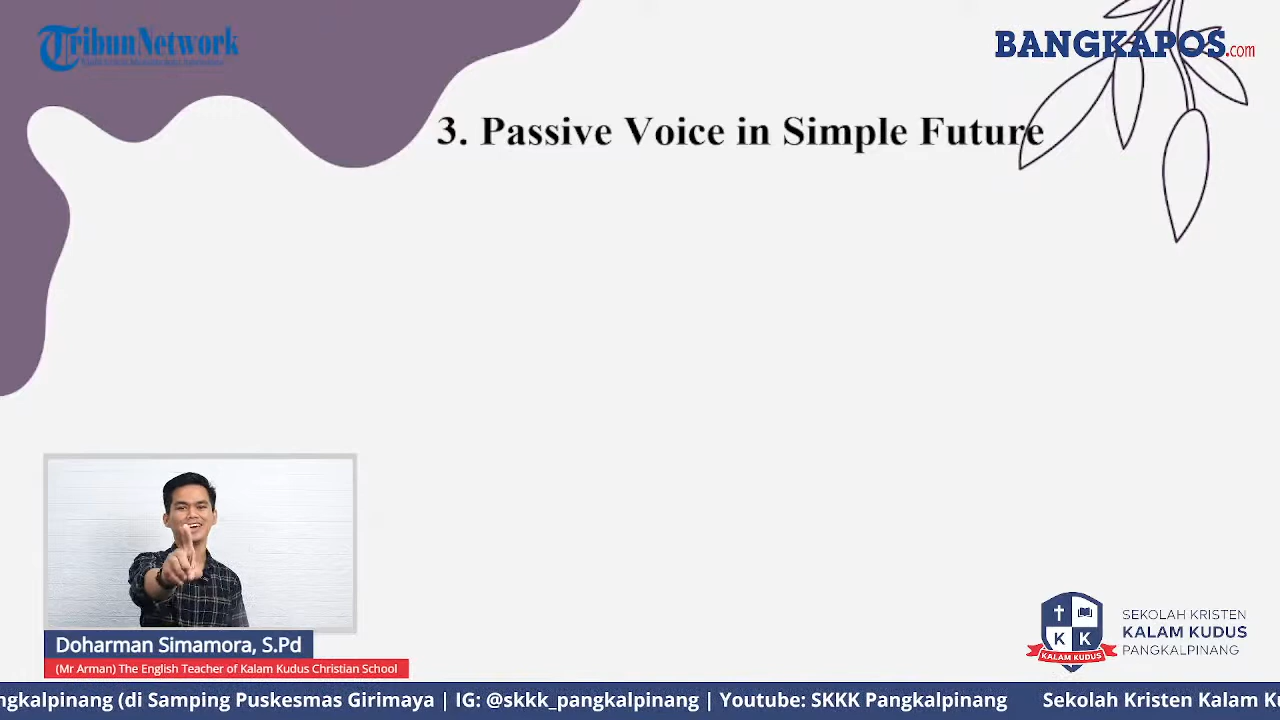 TribunNetwork
BANGKAPOS.com
3. Passive Voice in Simple Future
SEKOLAH KRISTEN
KALAM KUDUS
PANGKALPINANG
K K
KALAM KUDUS
Doharman Simamora, S.Pd
(Mr Arman) The English Teacher of Kalam Kudus Christian School
ngkalpinang (di Samping Puskesmas Girimaya | IG: @skkk_pangkalpinang | Youtube: SKKK Pangkalpinang Sekolah Kristen Kalam K